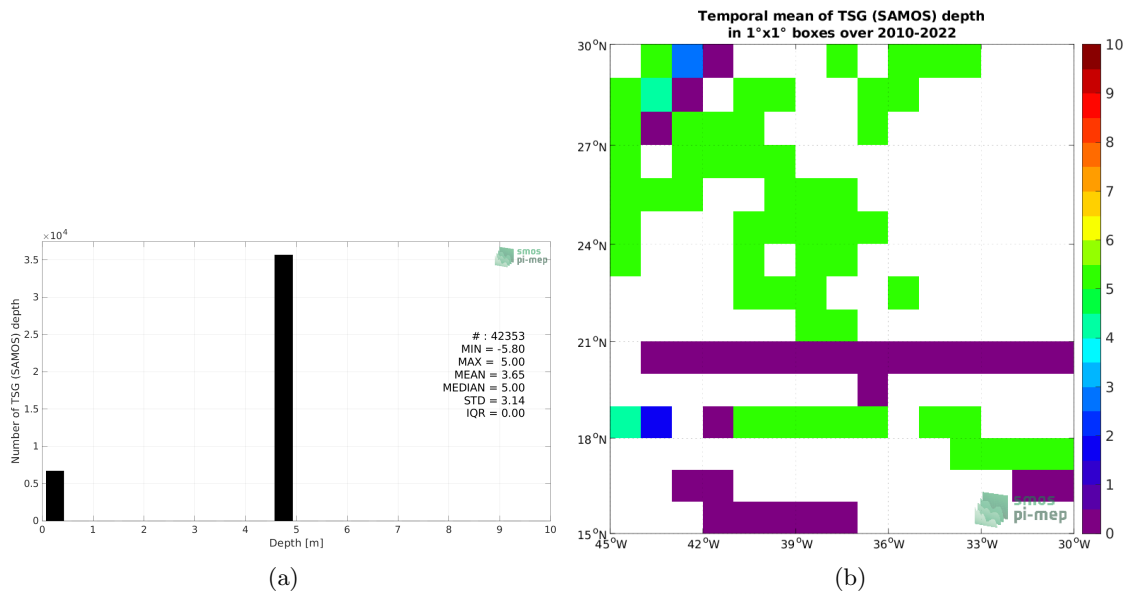 ×10⁴
3.5
3
2.5
2
1.5
1
0.5
0
Number of TSG (SAMOS) depth
smos
pi-mep
# : 42353
MIN = -5.80
MAX = 5.00
MEAN = 3.65
MEDIAN = 5.00
STD = 3.14
IQR = 0.00
0 1 2 3 4 5 6 7 8 9 10
Depth [m]
(a)
Temporal mean of TSG (SAMOS) depth
in 1°x1° boxes over 2010-2022
30°N
27°N
24°N
21°N
18°N
15°N
45°W 42°W 39°W 36°W 33°W 30°W
smos
pi-mep
10
9
8
7
6
5
4
3
2
1
0
(b)